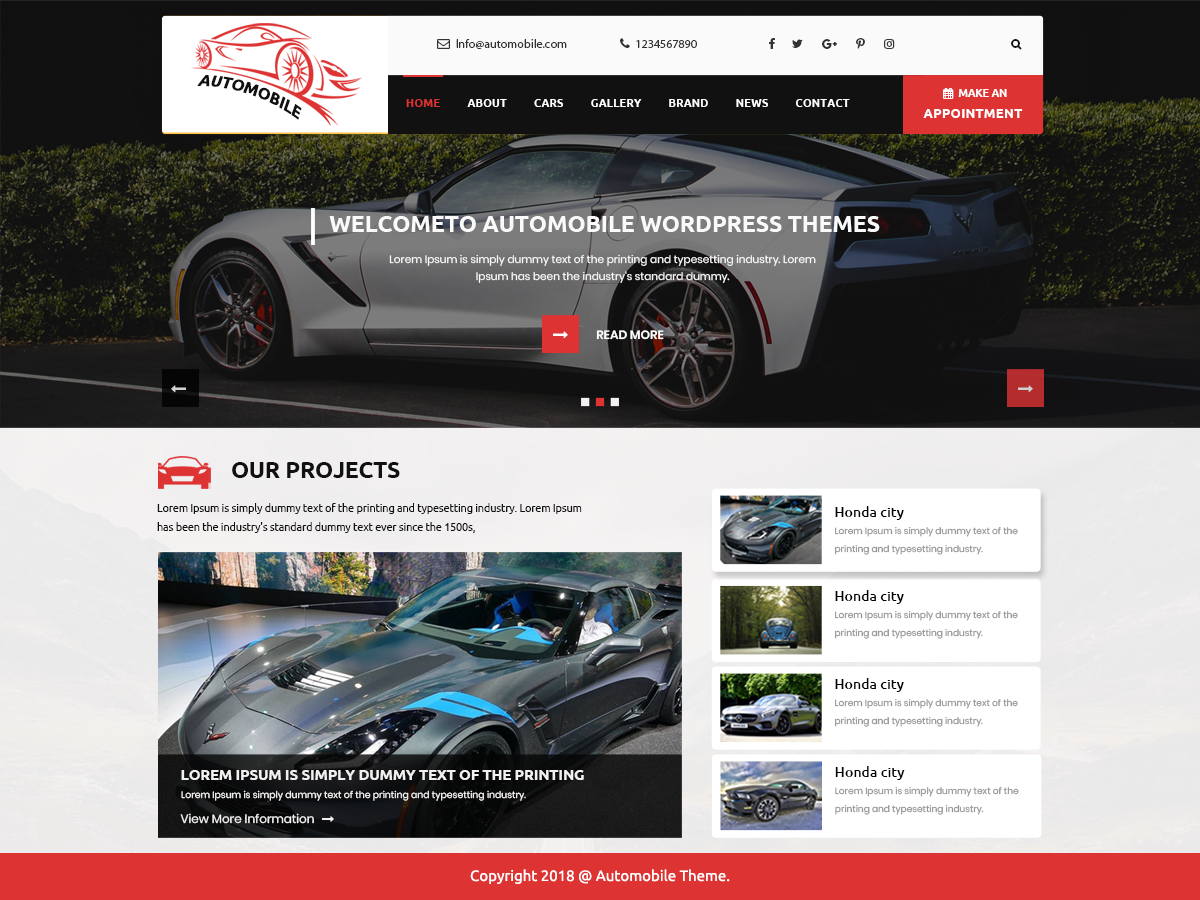 AUTOMOBILE
Info@automobile.com
1234567890
HOME ABOUT CARS GALLERY BRAND NEWS CONTACT
MAKE AN
APPOINTMENT
WELCOMETO AUTOMOBILE WORDPRESS THEMES
Lorem Ipsum is simply dummy text of the printing and typesetting industry. Lorem
Ipsum has been the industry's standard dummy.
READ MORE
OUR PROJECTS
Lorem Ipsum is simply dummy text of the printing and typesetting industry. Lorem Ipsum
has been the industry's standard dummy text ever since the 1500s,
LOREM IPSUM IS SIMPLY DUMMY TEXT OF THE PRINTING
Lorem Ipsum is simply dummy text of the printing and typesetting industry.
View More Information
Honda city
Lorem Ipsum is simply dummy text of the
printing and typesetting industry.
Honda city
Lorem Ipsum is simply dummy text of the
printing and typesetting industry.
Honda city
Lorem Ipsum is simply dummy text of the
printing and typesetting industry.
Honda city
Lorem Ipsum is simply dummy text of the
printing and typesetting industry.
Copyright 2018 @ Automobile Theme.